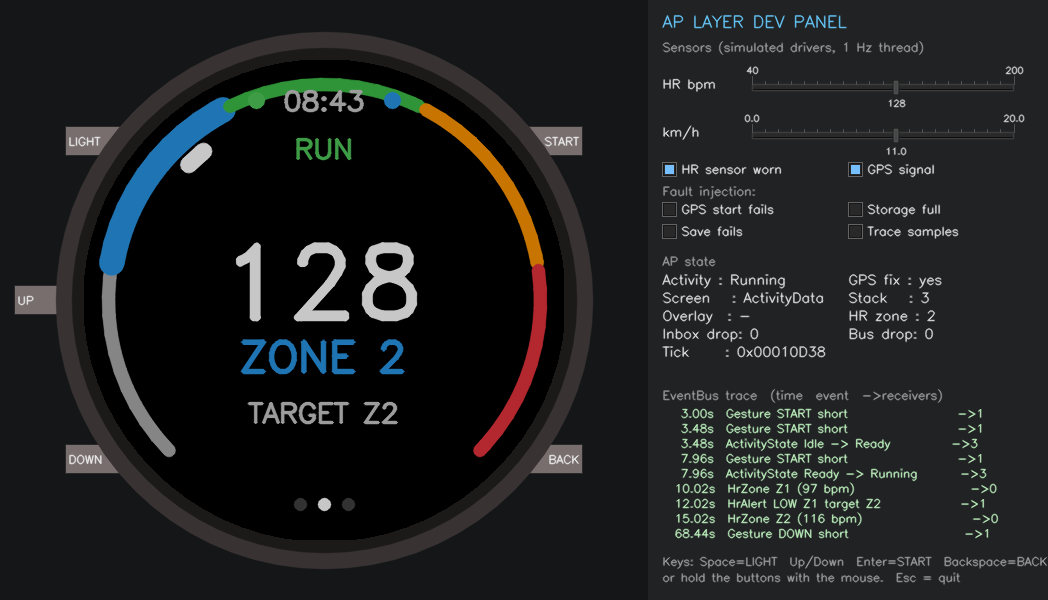 08:43
RUN
LIGHT
START
UP
128
ZONE 2
TARGET Z2
DOWN
BACK
AP LAYER DEV PANEL
Sensors (simulated drivers, 1 Hz thread)
40 200
HR bpm
128
0.0 20.0
km/h
11.0
HR sensor worn GPS signal
Fault injection:
GPS start fails Storage full
Save fails Trace samples
AP state
Activity : Running GPS fix : yes
Screen : ActivityData Stack : 3
Overlay : – HR zone : 2
Inbox drop: 0 Bus drop: 0
Tick : 0x00010D38
EventBus trace (time event –>receivers)
3.00s Gesture START short –>1
3.48s Gesture START short –>1
3.48s ActivityState Idle –> Ready –>3
7.96s Gesture START short –>1
7.96s ActivityState Ready –> Running –>3
10.02s HrZone Z1 (97 bpm) –>0
12.02s HrAlert LOW Z1 target Z2 –>1
15.02s HrZone Z2 (116 bpm) –>0
68.44s Gesture DOWN short –>1
Keys: Space=LIGHT Up/Down Enter=START Backspace=BACK
or hold the buttons with the mouse. Esc = quit